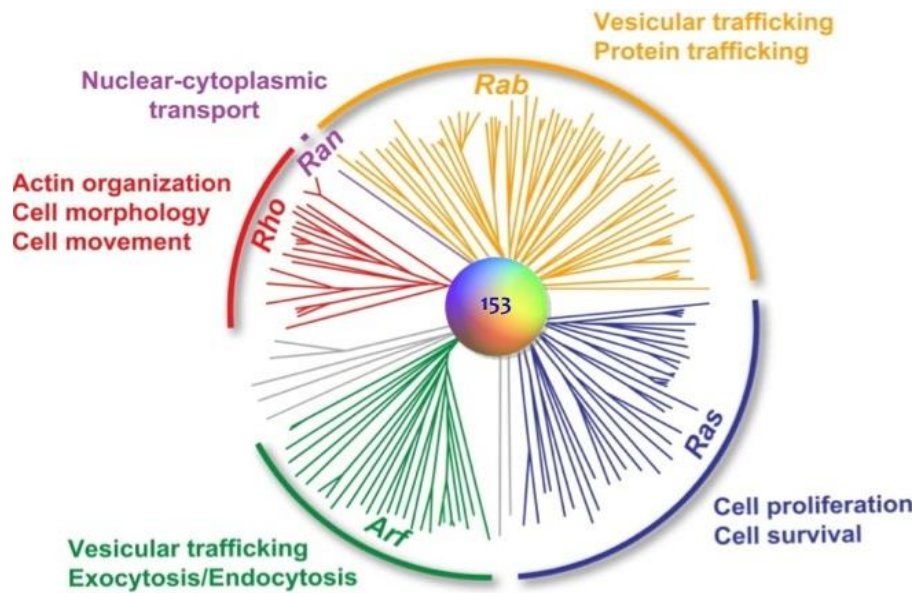 Vesicular trafficking
Protein trafficking
Rab
Nuclear-cytoplasmic
transport
Ran
Actin organization
Cell morphology
Cell movement
Rho
153
Ras
Cell proliferation
Cell survival
Arf
Vesicular trafficking
Exocytosis/Endocytosis